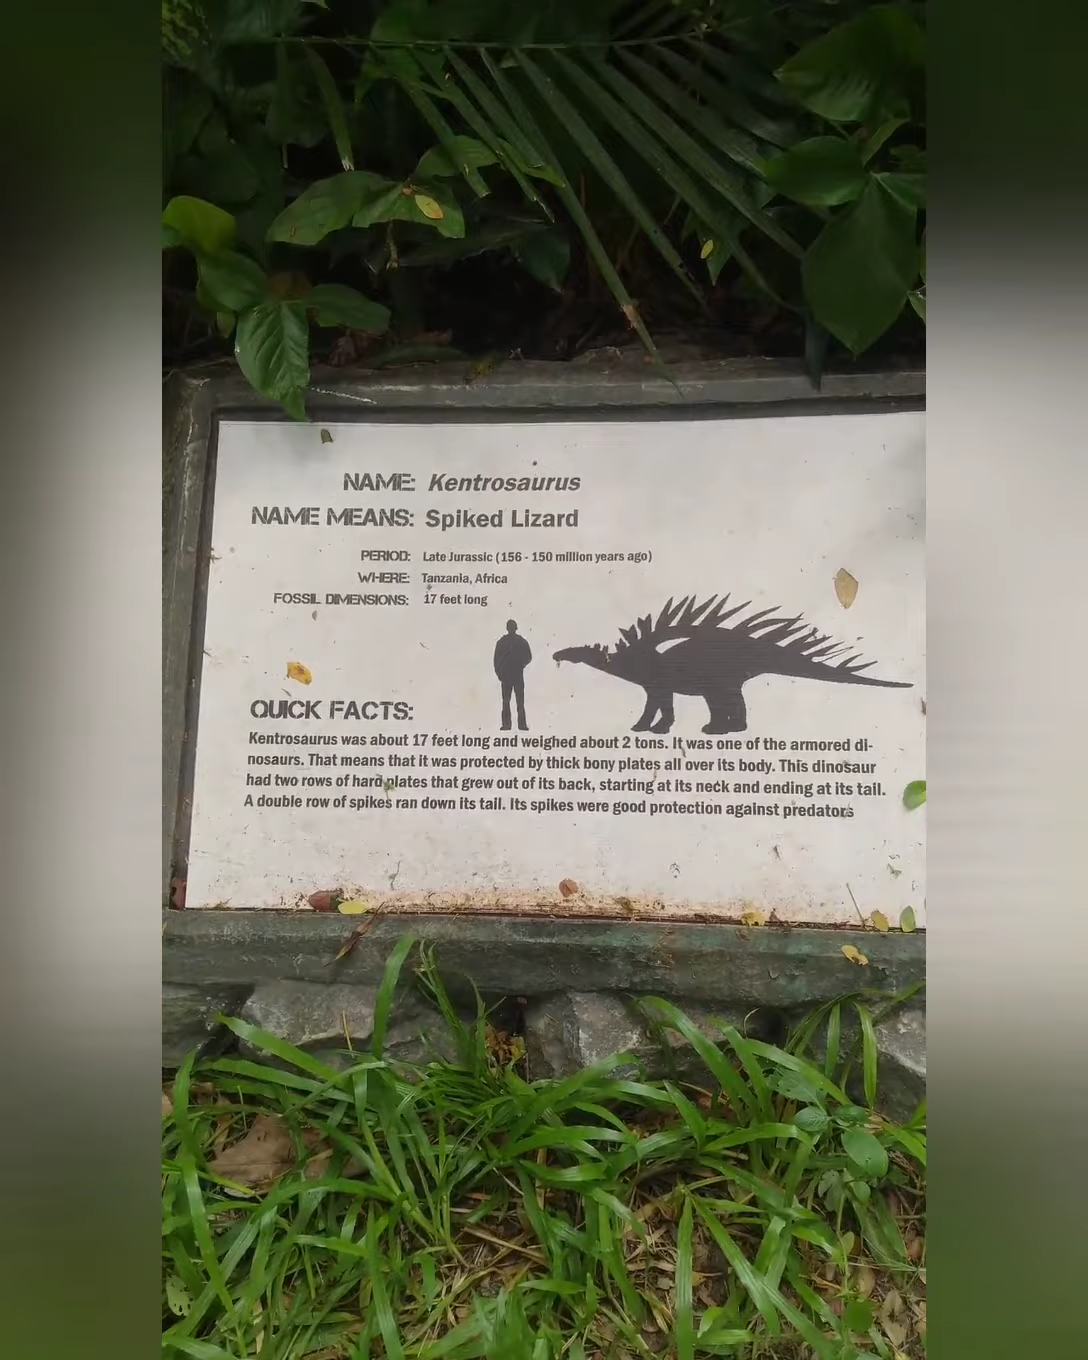 NAME: Kentrosaurus
NAME MEANS: Spiked Lizard
PERIOD: Late Jurassic (156 - 150 million years ago)
WHERE: Tanzania, Africa
FOSSIL DIMENSIONS: 17 feet long
QUICK FACTS:
Kentrosaurus was about 17 feet long and weighed about 2 tons. It was one of the armored di-
nosaurs. That means that it was protected by thick bony plates all over its body. This dinosaur
had two rows of hard plates that grew out of its back, starting at its neck and ending at its tail.
A double row of spikes ran down its tail. Its spikes were good protection against predators